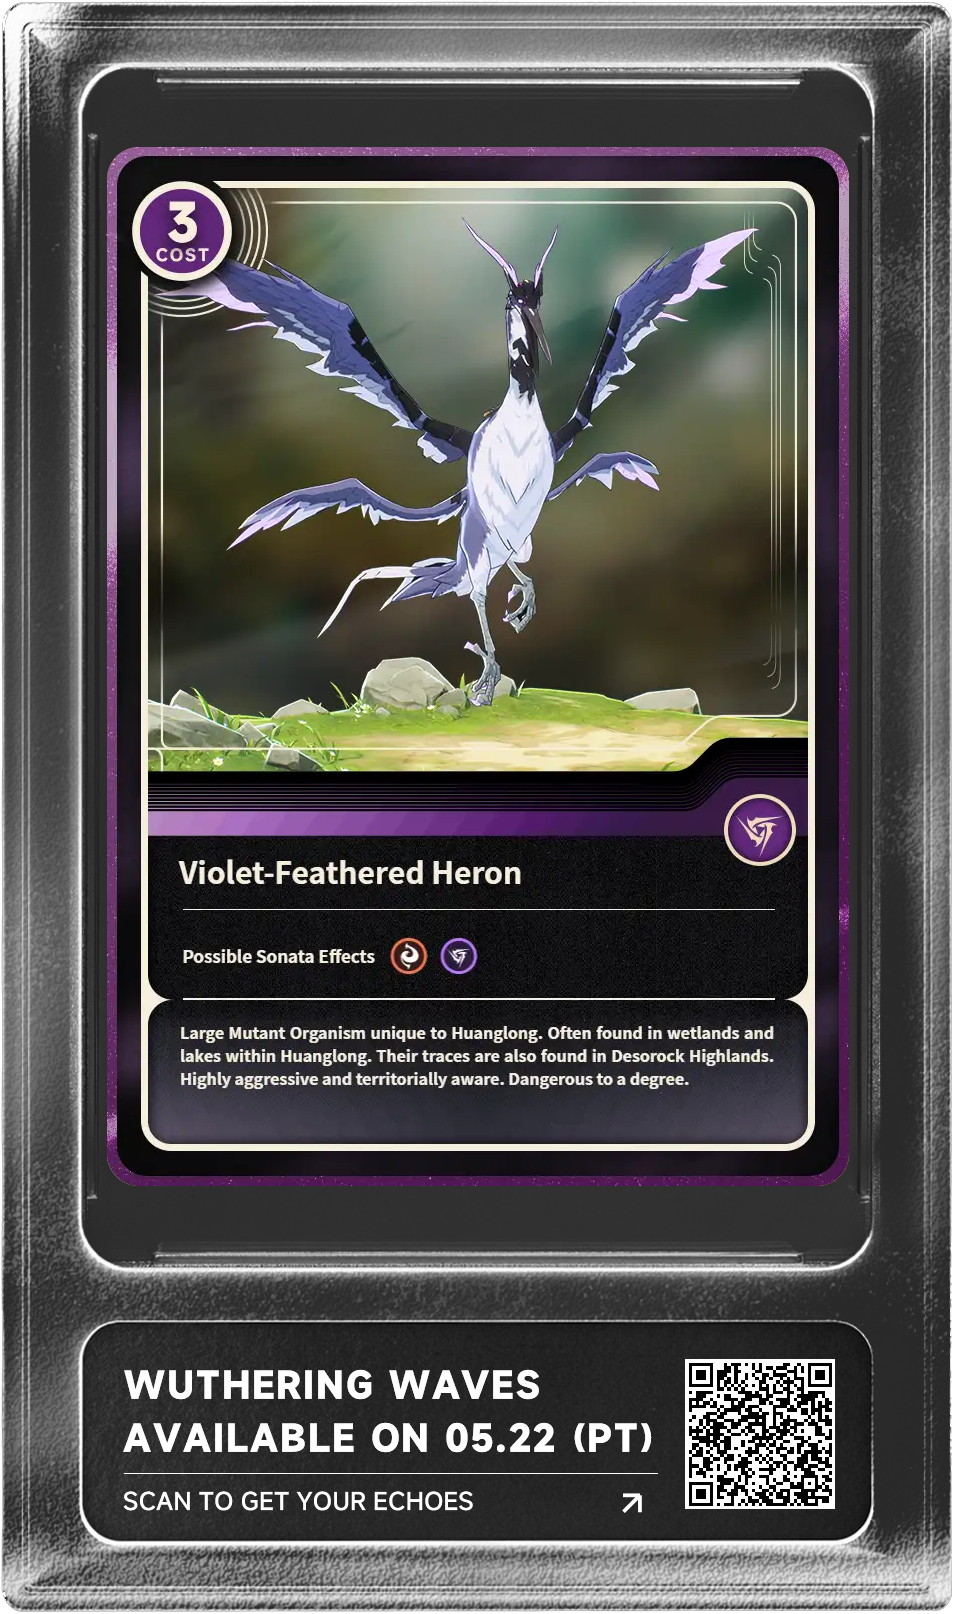 3
COST
Violet-Feathered Heron
Possible Sonata Effects
Large Mutant Organism unique to Huanglong. Often found in wetlands and
lakes within Huanglong. Their traces are also found in Desorock Highlands.
Highly aggressive and territorially aware. Dangerous to a degree.
WUTHERING WAVES
AVAILABLE ON 05.22 (PT)
SCAN TO GET YOUR ECHOES